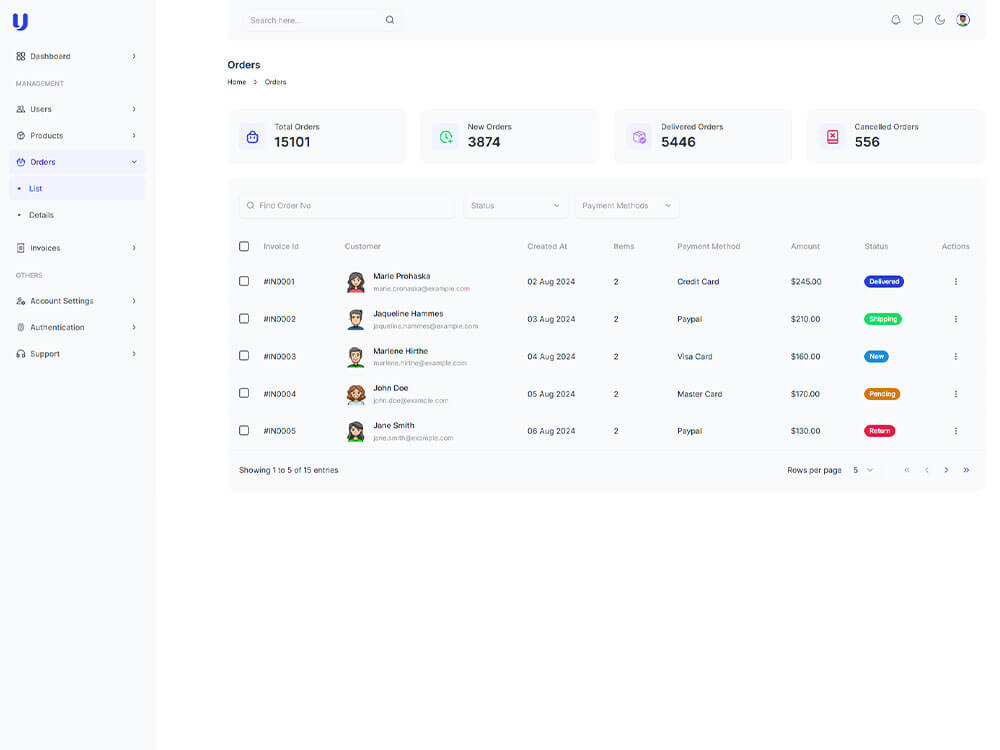 Search here...
Dashboard
MANAGEMENT
Users
Products
Orders
List
Details
Invoices
OTHERS
Account Settings
Authentication
Support
Orders
Home > Orders
Total Orders
15101
New Orders
3874
Delivered Orders
5446
Cancelled Orders
556
Find Order No
Status
Payment Methods
Invoice Id Customer Created At Items Payment Method Amount Status Actions
#IN0001 Marie Prohaska 02 Aug 2024 2 Credit Card $245.00 Delivered
marie.prohaska@example.com
#IN0002 Jaqueline Hammes 03 Aug 2024 2 Paypal $210.00 Shipping
jaqueline.hammes@example.com
#IN0003 Marlene Hirthe 04 Aug 2024 2 Visa Card $160.00 New
marlene.hirthe@example.com
#IN0004 John Doe 05 Aug 2024 2 Master Card $170.00 Pending
john.doe@example.com
#IN0005 Jane Smith 06 Aug 2024 2 Paypal $130.00 Return
jane.smith@example.com
Showing 1 to 5 of 15 entries
Rows per page 5